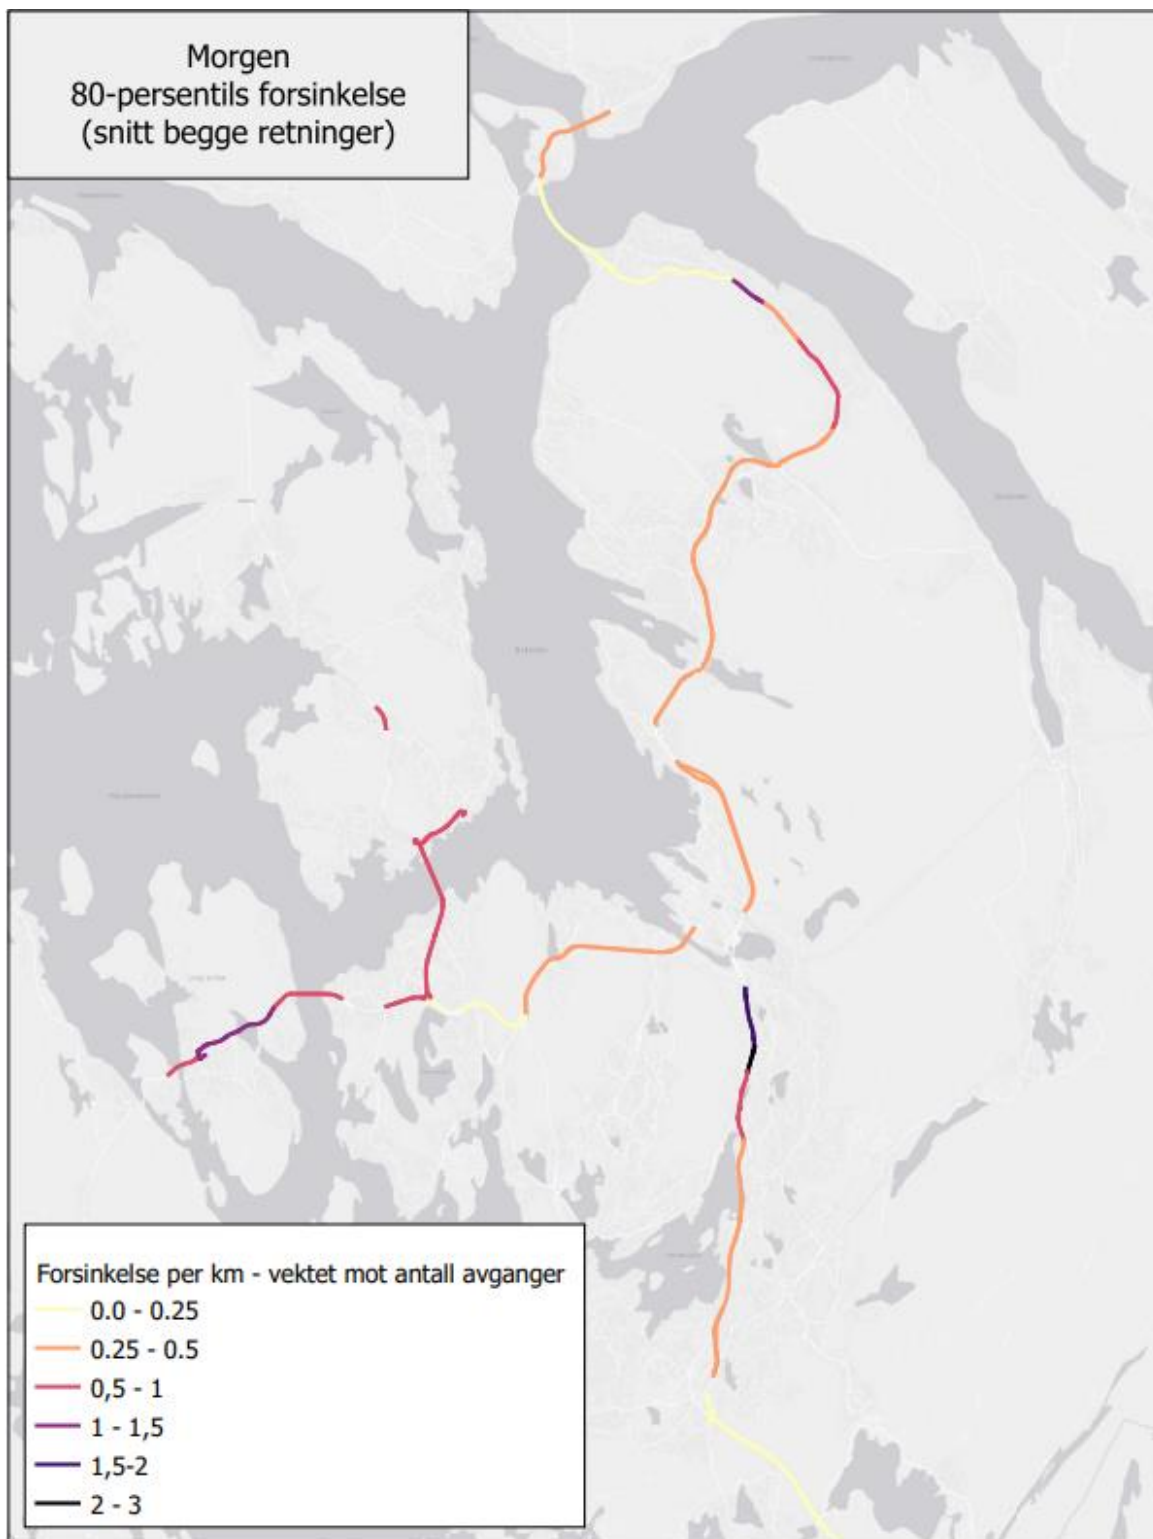 Morgen
80-persentils forsinkelse
(snitt begge retninger)
Forsinkelse per km - vektet mot antall avganger
0.0 - 0.25
0.25 - 0.5
0,5 - 1
1 - 1,5
1,5-2
2 - 3